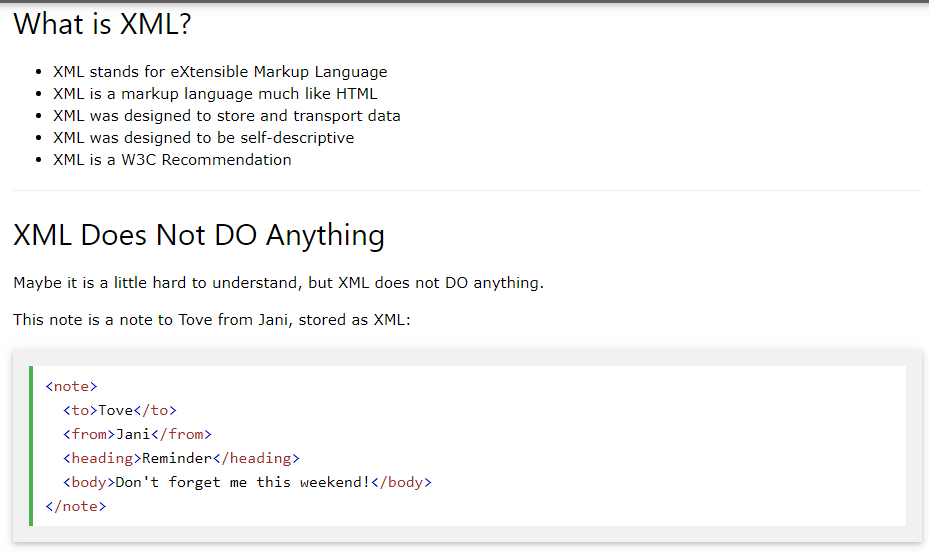 What is XML?
• XML stands for eXtensible Markup Language
• XML is a markup language much like HTML
• XML was designed to store and transport data
• XML was designed to be self-descriptive
• XML is a W3C Recommendation
XML Does Not DO Anything
Maybe it is a little hard to understand, but XML does not DO anything.
This note is a note to Tove from Jani, stored as XML:
<note>
  <to>Tove</to>
  <from>Jani</from>
  <heading>Reminder</heading>
  <body>Don't forget me this weekend!</body>
</note>